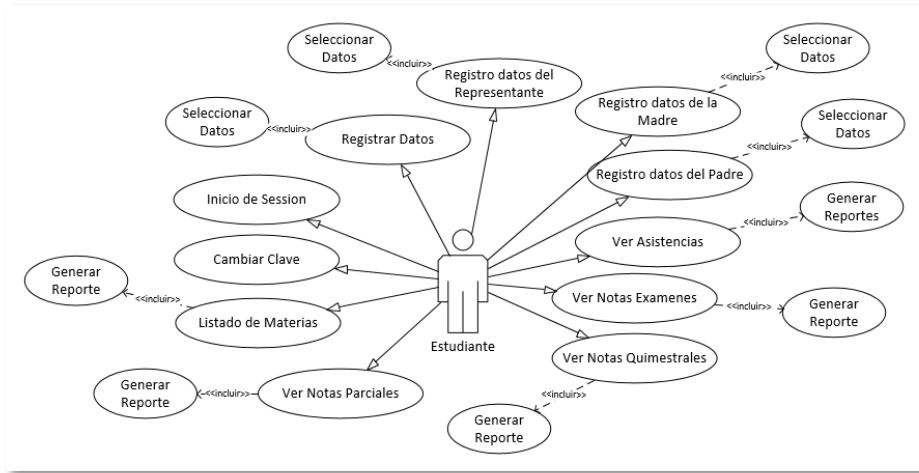 Seleccionar
Datos
<<incluir>>
Registro datos del
Representante
Seleccionar
Datos
<<incluir>>
Registro datos de la
Madre
Seleccionar
Datos
<<incluir>>
Registrar Datos
Seleccionar
Datos
<<incluir>>
Registro datos del Padre
Inicio de Session
Generar
Reportes
<<incluir>>
Ver Asistencias
Cambiar Clave
Generar
Reporte
<<incluir>>
Listado de Materias
Ver Notas Examenes
<<incluir>>
Generar
Reporte
Estudiante
Ver Notas Quimestrales
<<incluir>>
Generar
Reporte
Generar
Reporte
<<incluir>>
Ver Notas Parciales